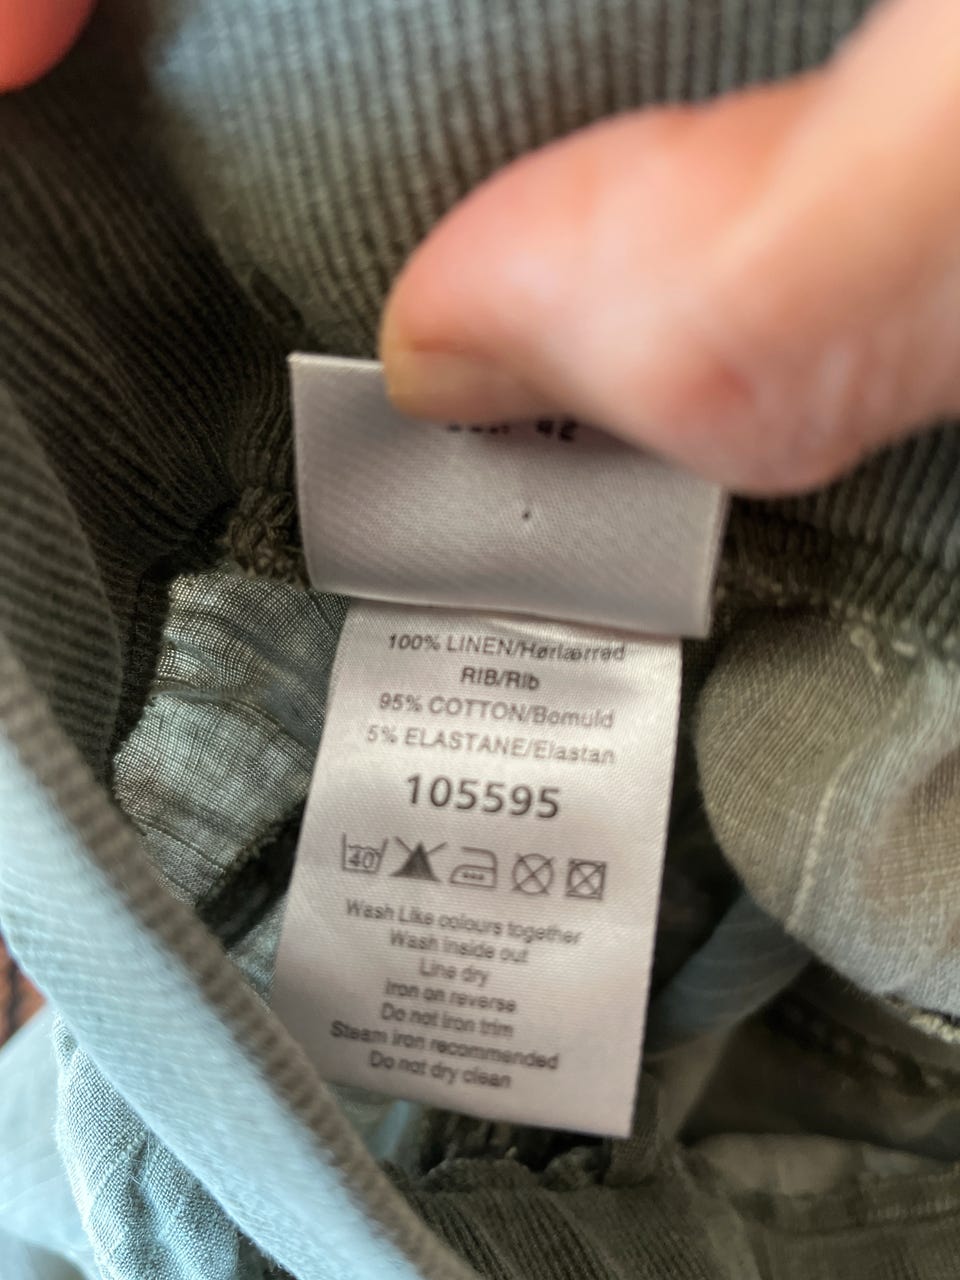 42
100% LINEN/Hørlærred
RIB/Rib
95% COTTON/Bomuld
5% ELASTANE/Elastan
105595
40
Wash Like colours together
Wash inside out
Line dry
Iron on reverse
Do not iron trim
Steam iron recommended
Do not dry clean